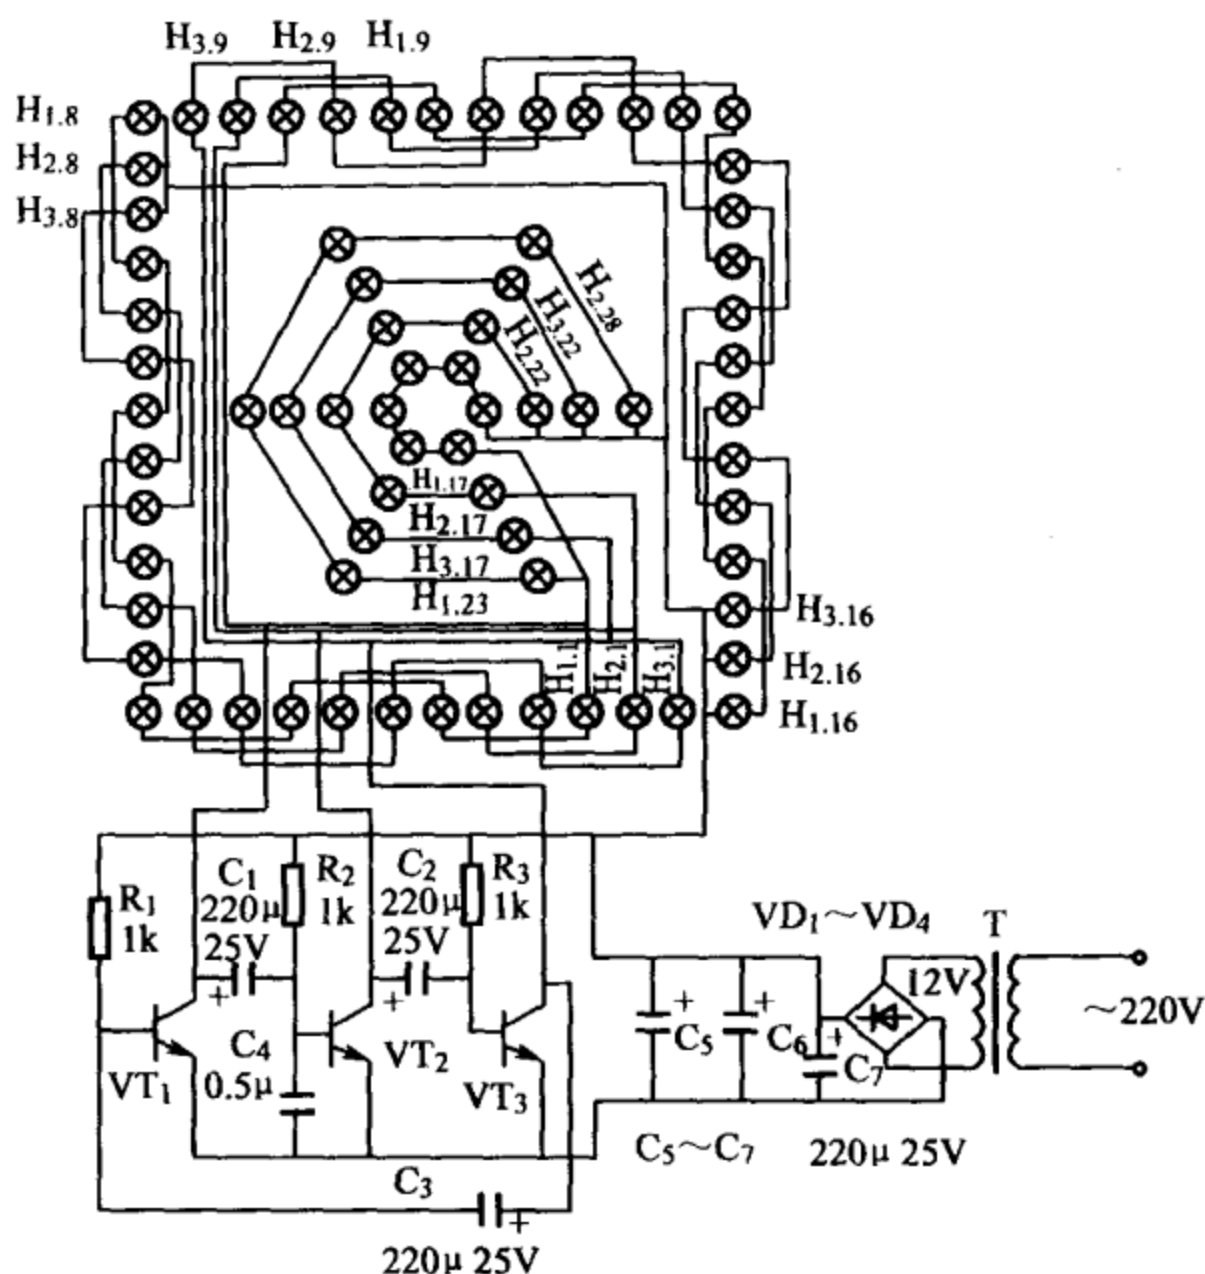 H3.9 H2.9 H1.9
H1.8
H2.8
H3.8
H2.28
H3.22
H2.22
H1.17
H2.17
H3.17
H1.23
H1.1 H2.1 H3.1
H3.16
H2.16
H1.16
R1
1k
C1
220μ
25V
R2
1k
C2
220μ
25V
R3
1k
VD1~VD4
T
12V
~220V
+
+
+
+
+
C5
C6
C7
C4
0.5μ
VT1
VT2
VT3
C5~C7
220μ 25V
C3
+
220μ 25V